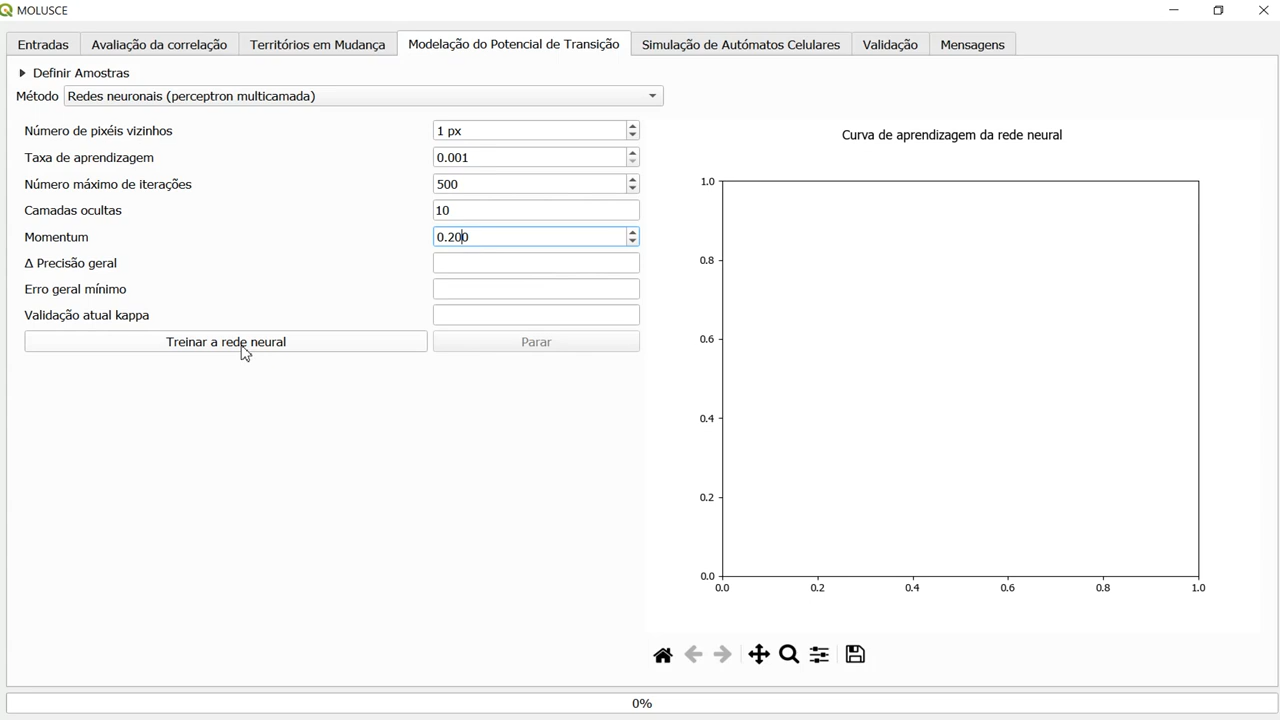 MOLUSCE
Entradas
Avaliação da correlação
Territórios em Mudança
Modelação do Potencial de Transição
Simulação de Autómatos Celulares
Validação
Mensagens
Definir Amostras
Método Redes neuronais (perceptron multicamada)
Número de pixéis vizinhos 1 px
Taxa de aprendizagem 0.001
Número máximo de iterações 500
Camadas ocultas 10
Momentum 0.200
Δ Precisão geral
Erro geral mínimo
Validação atual kappa
Treinar a rede neural
Parar
Curva de aprendizagem da rede neural
1.0
0.8
0.6
0.4
0.2
0.0
0.0 0.2 0.4 0.6 0.8 1.0
0%